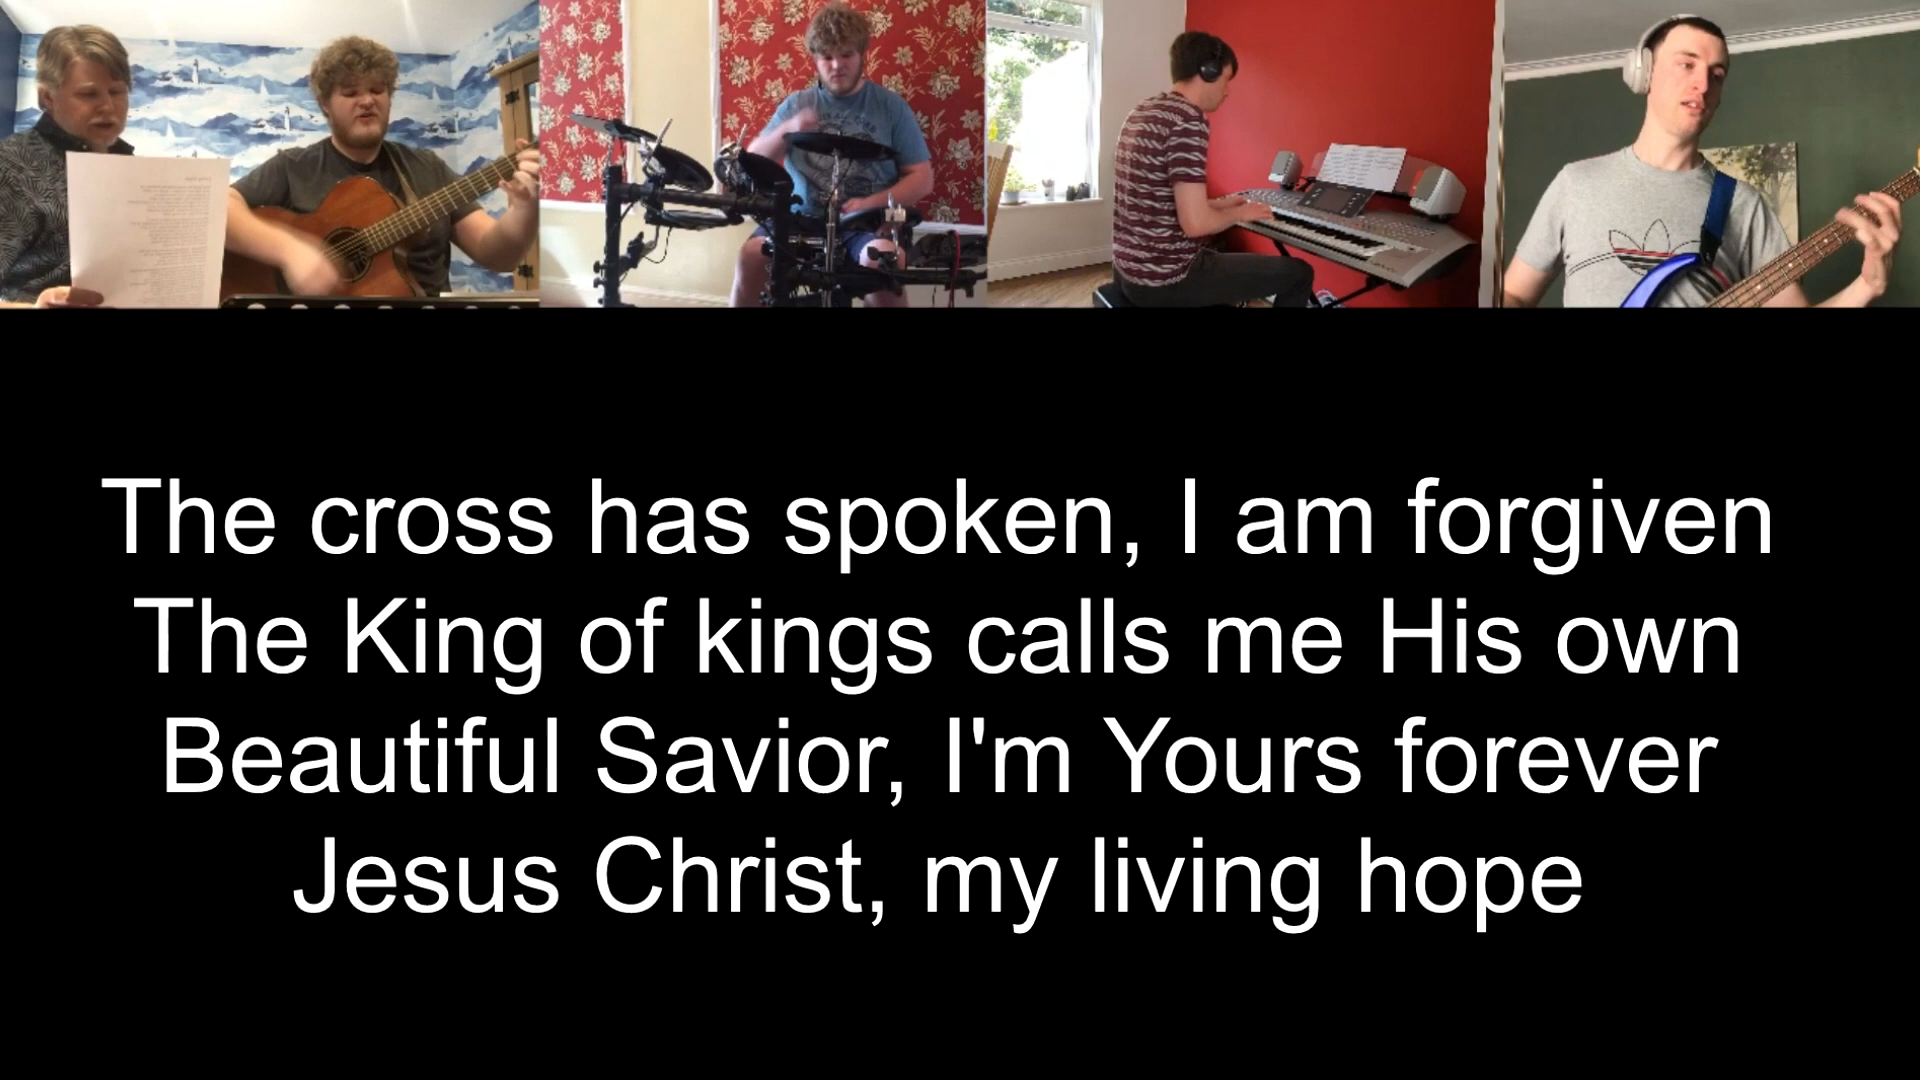 The cross has spoken, I am forgiven
The King of kings calls me His own
Beautiful Savior, I'm Yours forever
Jesus Christ, my living hope